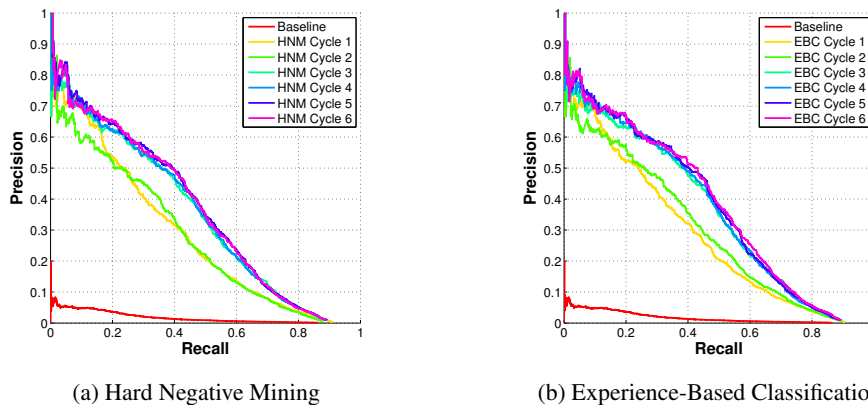 1
0.9
0.8
0.7
0.6
0.5
0.4
0.3
0.2
0.1
0
Precision
0 0.2 0.4 0.6 0.8 1
Recall
Baseline
HNM Cycle 1
HNM Cycle 2
HNM Cycle 3
HNM Cycle 4
HNM Cycle 5
HNM Cycle 6
(a) Hard Negative Mining
1
0.9
0.8
0.7
0.6
0.5
0.4
0.3
0.2
0.1
0
Precision
0 0.2 0.4 0.6 0.8
Recall
Baseline
EBC Cycle 1
EBC Cycle 2
EBC Cycle 3
EBC Cycle 4
EBC Cycle 5
EBC Cycle 6
(b) Experience-Based Classificatio